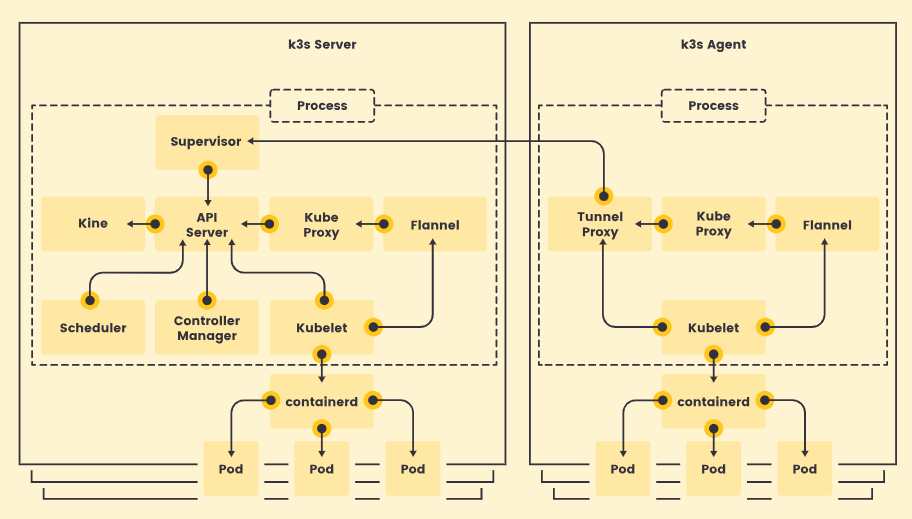 k3s Server
k3s Agent
Process
Process
Supervisor
Kine
API
Server
Kube
Proxy
Flannel
Tunnel
Proxy
Kube
Proxy
Flannel
Scheduler
Controller
Manager
Kubelet
Kubelet
containerd
containerd
Pod
Pod
Pod
Pod
Pod
Pod